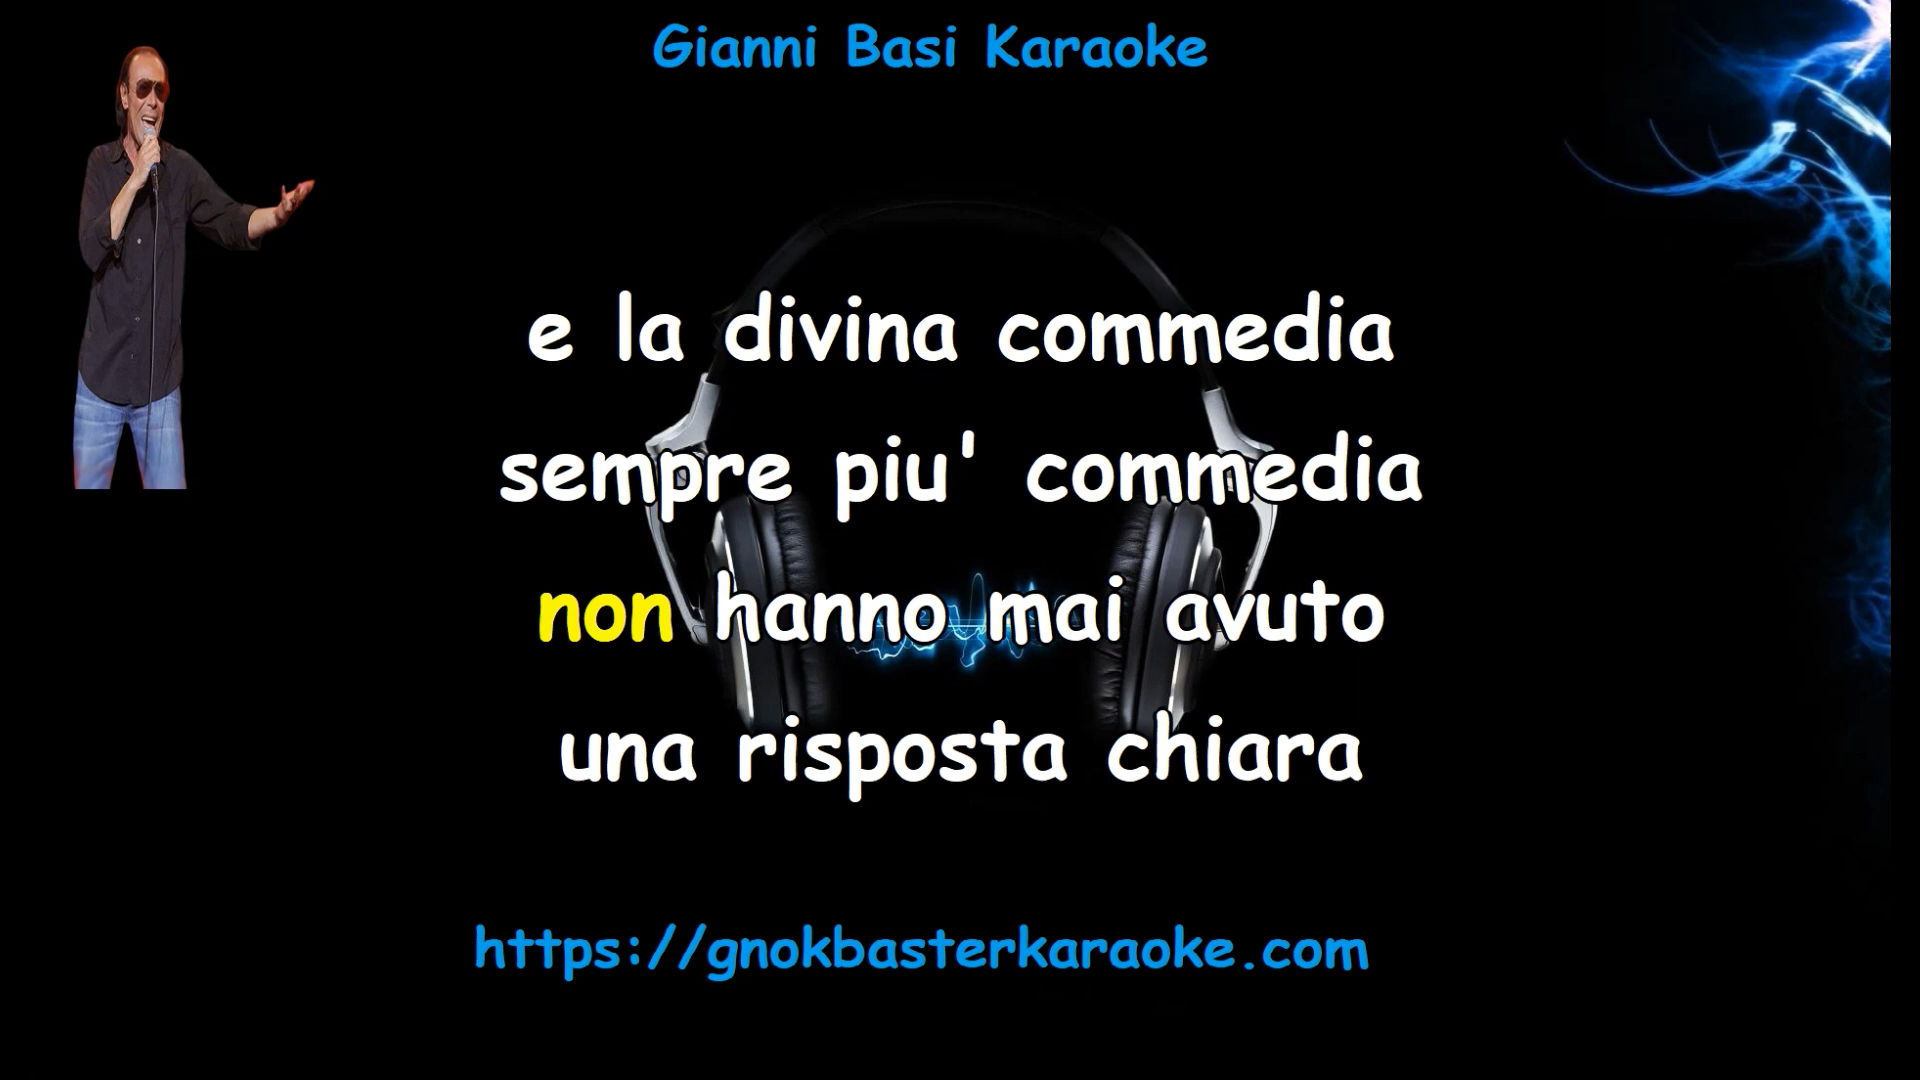 Gianni Basi Karaoke
e la divina commedia
sempre piu' commedia
non hanno mai avuto
una risposta chiara
https://gnokbasterkaraoke.com